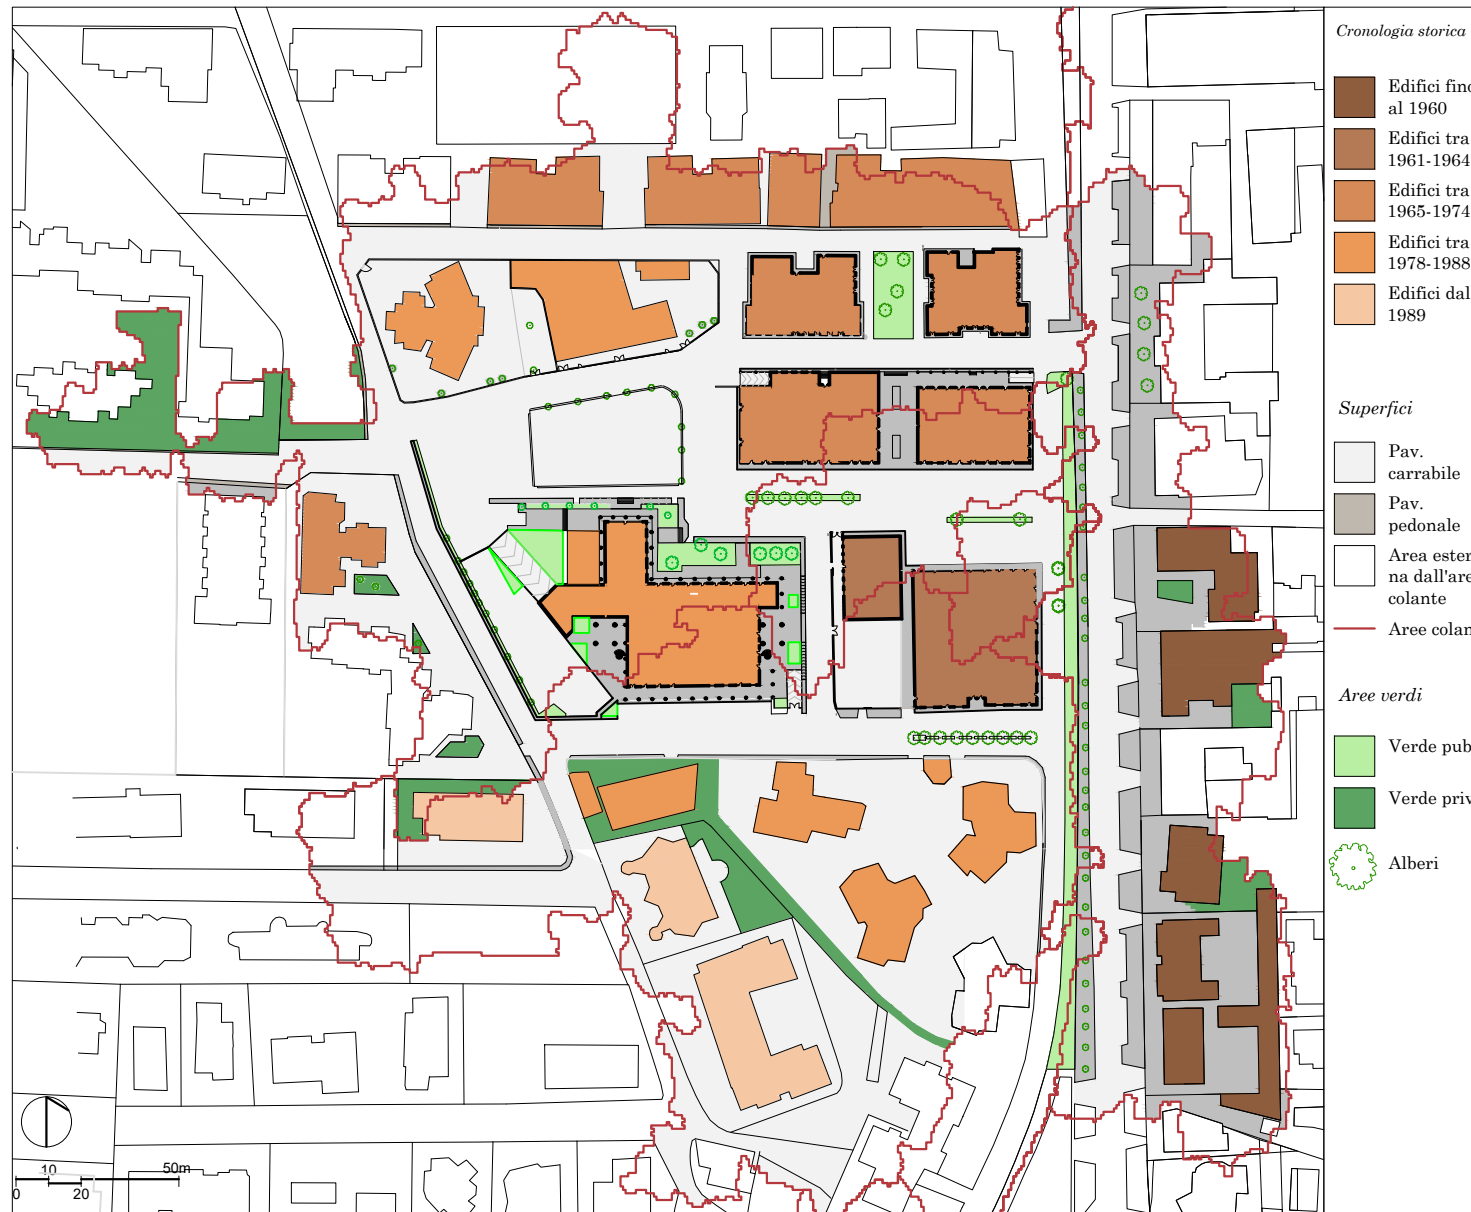 Cronologia storica
Edifici fino
al 1960
Edifici tra
1961-1964
Edifici tra
1965-1974
Edifici tra
1978-1988
Edifici dal
1989
Superfici
Pav.
carrabile
Pav.
pedonale
Area ester
na dall'are
colante
Aree colan
Aree verdi
Verde pub
Verde priv
Alberi
10
50m
0
20